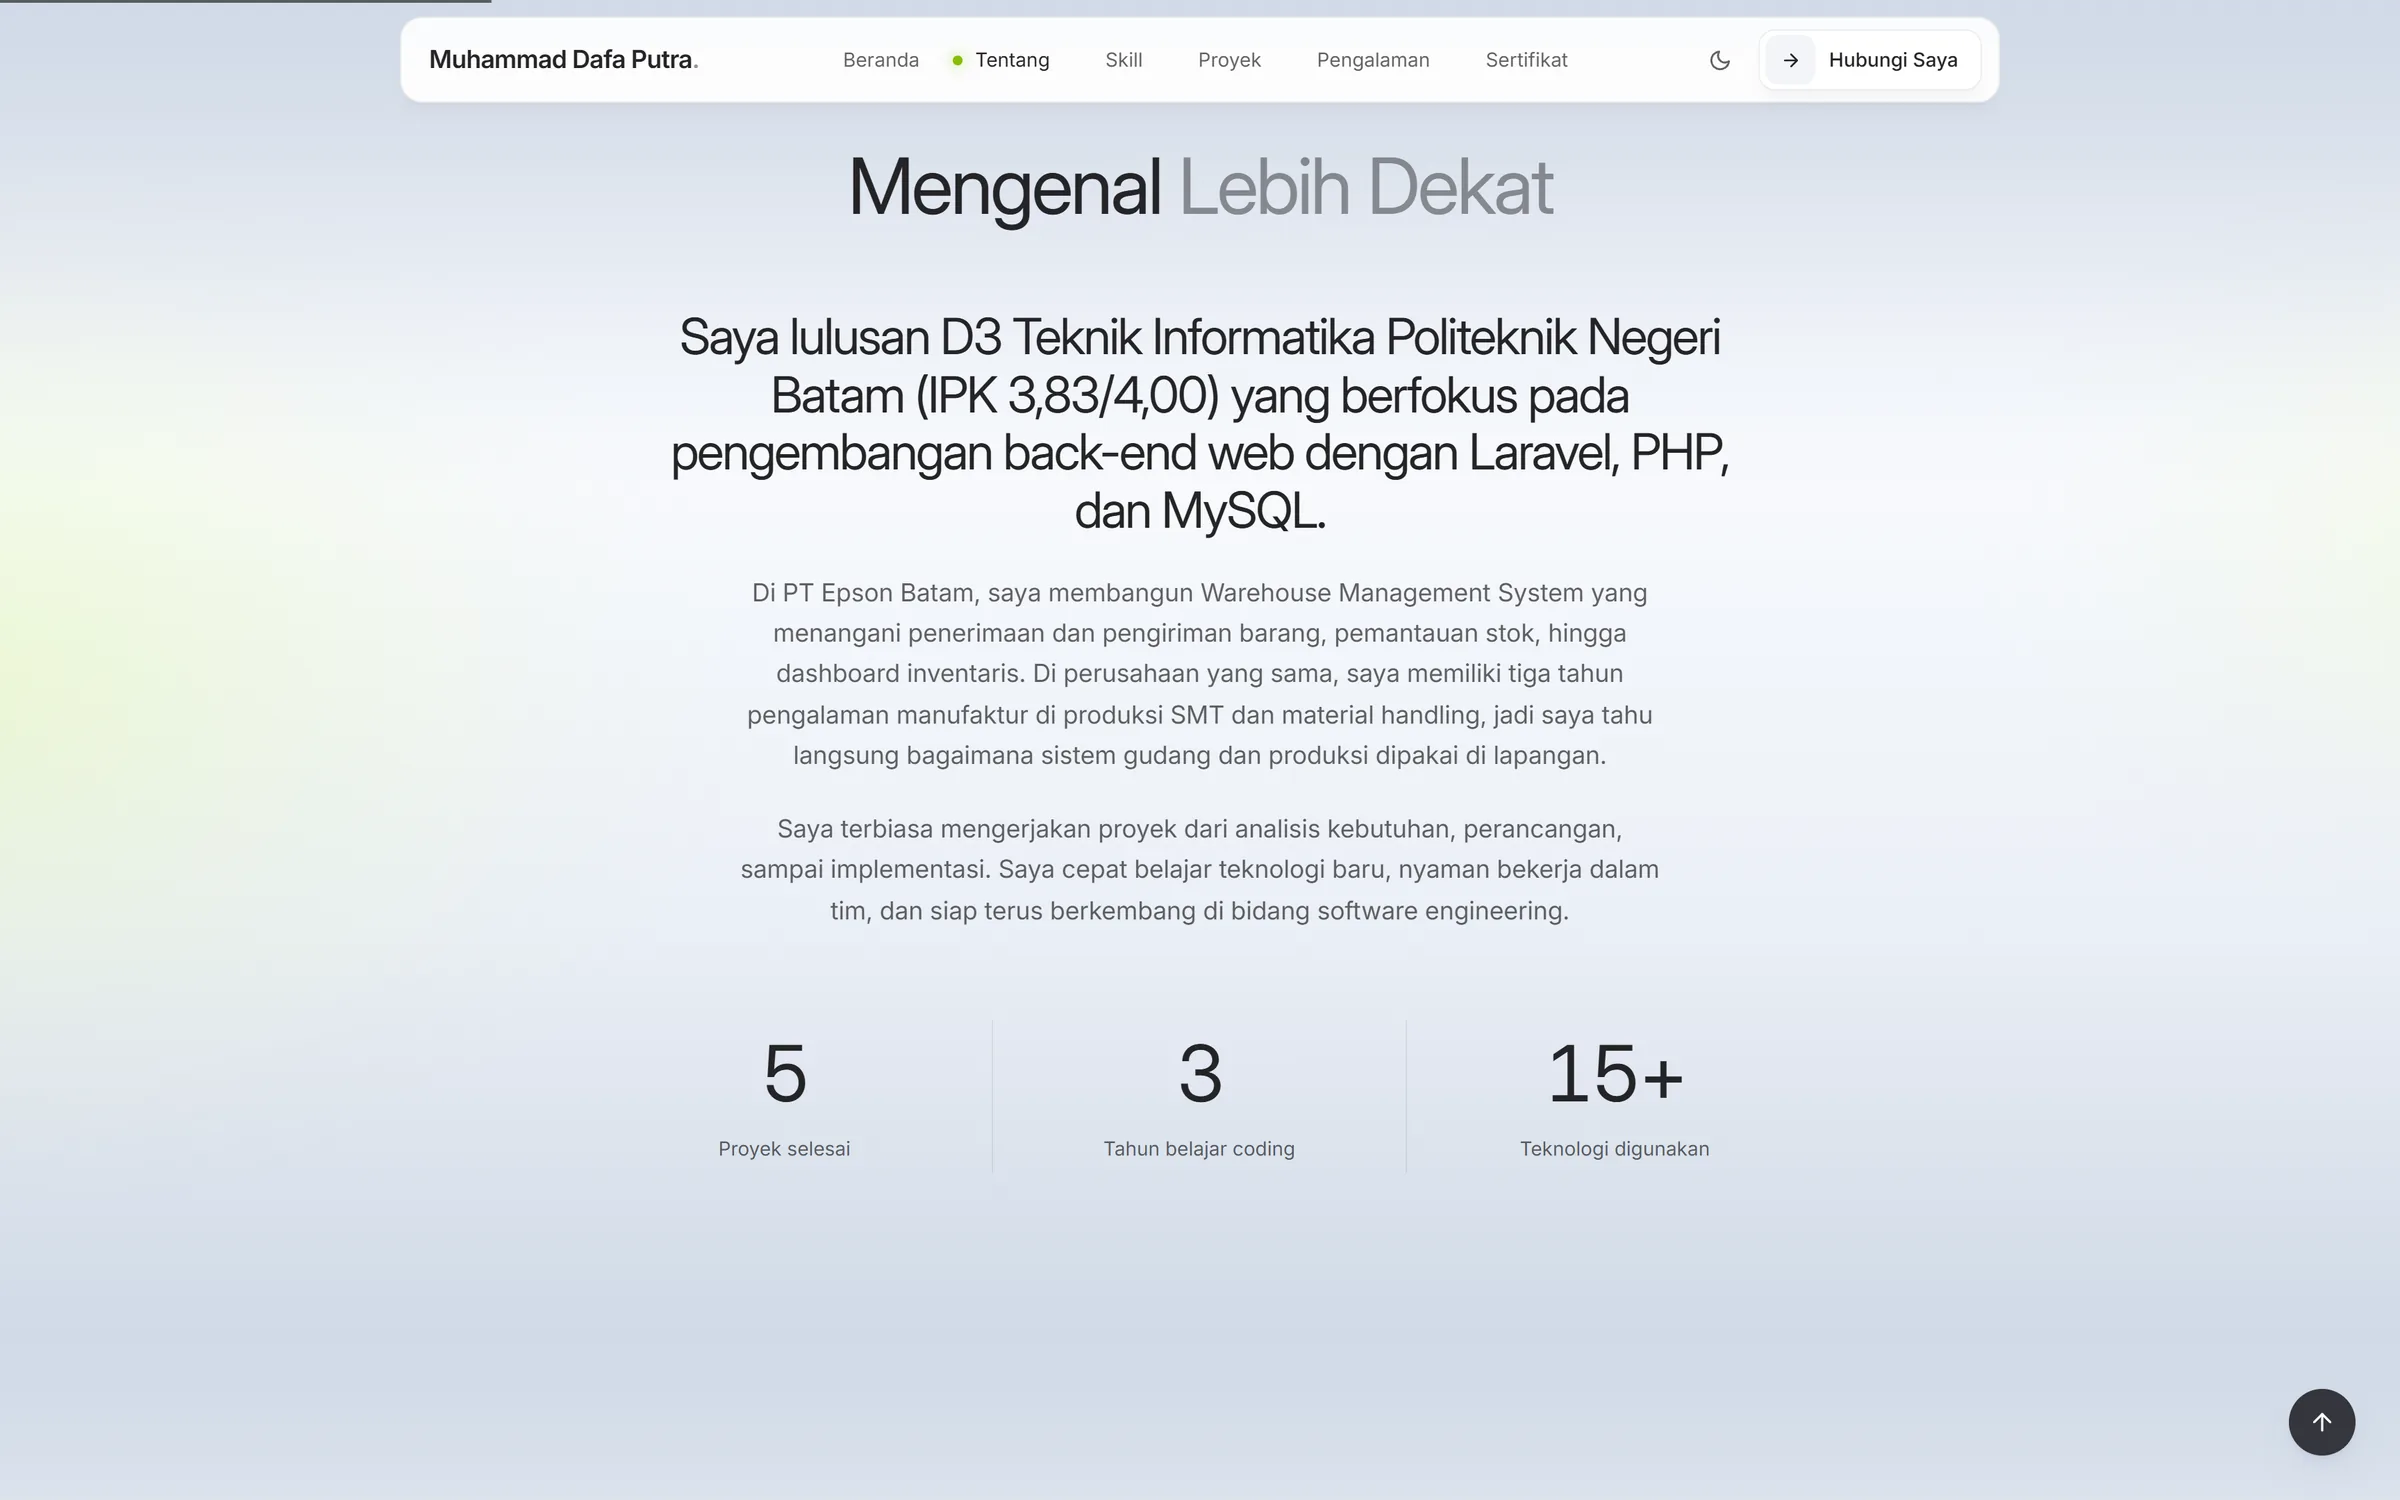 Muhammad Dafa Putra.
Beranda
Tentang
Skill
Proyek
Pengalaman
Sertifikat
Hubungi Saya
Mengenal Lebih Dekat
Saya lulusan D3 Teknik Informatika Politeknik Negeri
Batam (IPK 3,83/4,00) yang berfokus pada
pengembangan back-end web dengan Laravel, PHP,
dan MySQL.
Di PT Epson Batam, saya membangun Warehouse Management System yang
menangani penerimaan dan pengiriman barang, pemantauan stok, hingga
dashboard inventaris. Di perusahaan yang sama, saya memiliki tiga tahun
pengalaman manufaktur di produksi SMT dan material handling, jadi saya tahu
langsung bagaimana sistem gudang dan produksi dipakai di lapangan.
Saya terbiasa mengerjakan proyek dari analisis kebutuhan, perancangan,
sampai implementasi. Saya cepat belajar teknologi baru, nyaman bekerja dalam
tim, dan siap terus berkembang di bidang software engineering.
5
Proyek selesai
3
Tahun belajar coding
15+
Teknologi digunakan